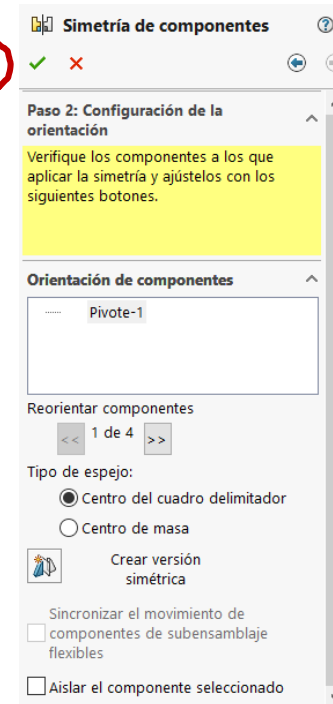 Simetría de componentes
Paso 2: Configuración de la
orientación
Verifique los componentes a los que
aplicar la simetría y ajústelos con los
siguientes botones.
Orientación de componentes
Pivote-1
Reorientar componentes
<< 1 de 4 >>
Tipo de espejo:
Centro del cuadro delimitador
Centro de masa
Crear versión
simétrica
Sincronizar el movimiento de
componentes de subensamblaje
flexibles
Aislar el componente seleccionado